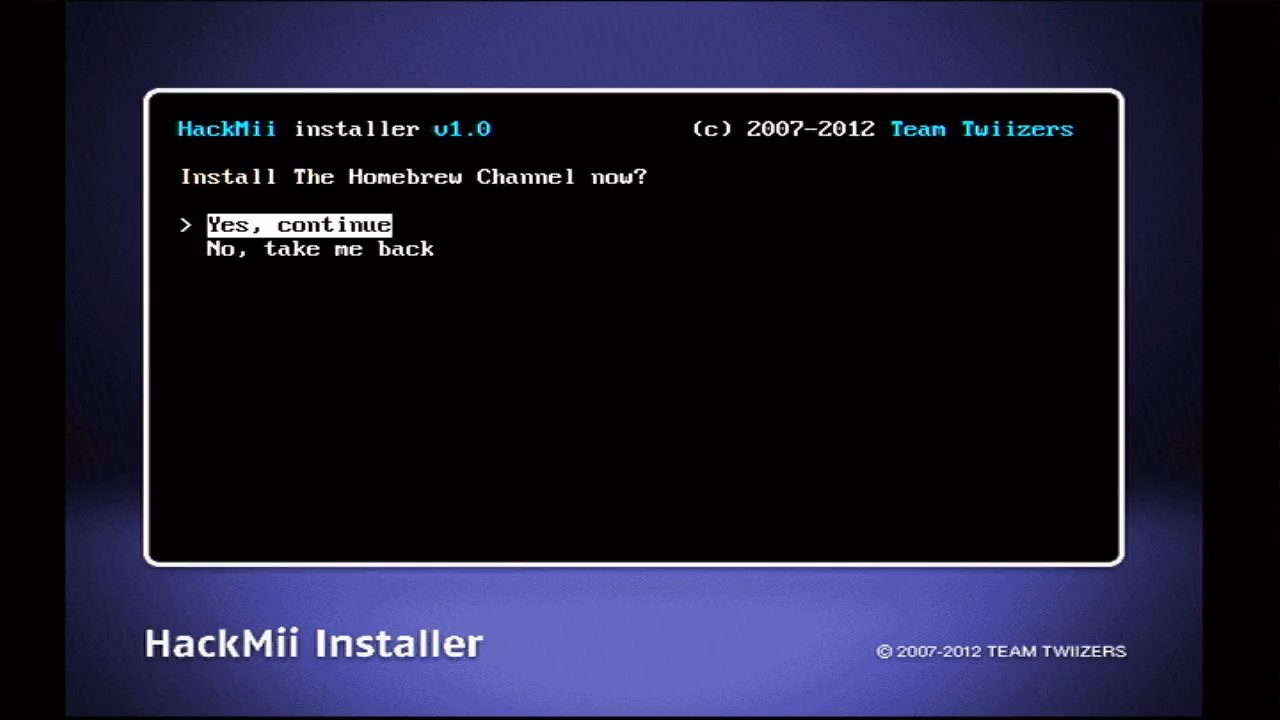 HackMii installer v1.0 (c) 2007-2012 Team Twiizers
Install The Homebrew Channel now?
> Yes, continue
No, take me back
HackMii Installer © 2007-2012 TEAM TWIIZERS